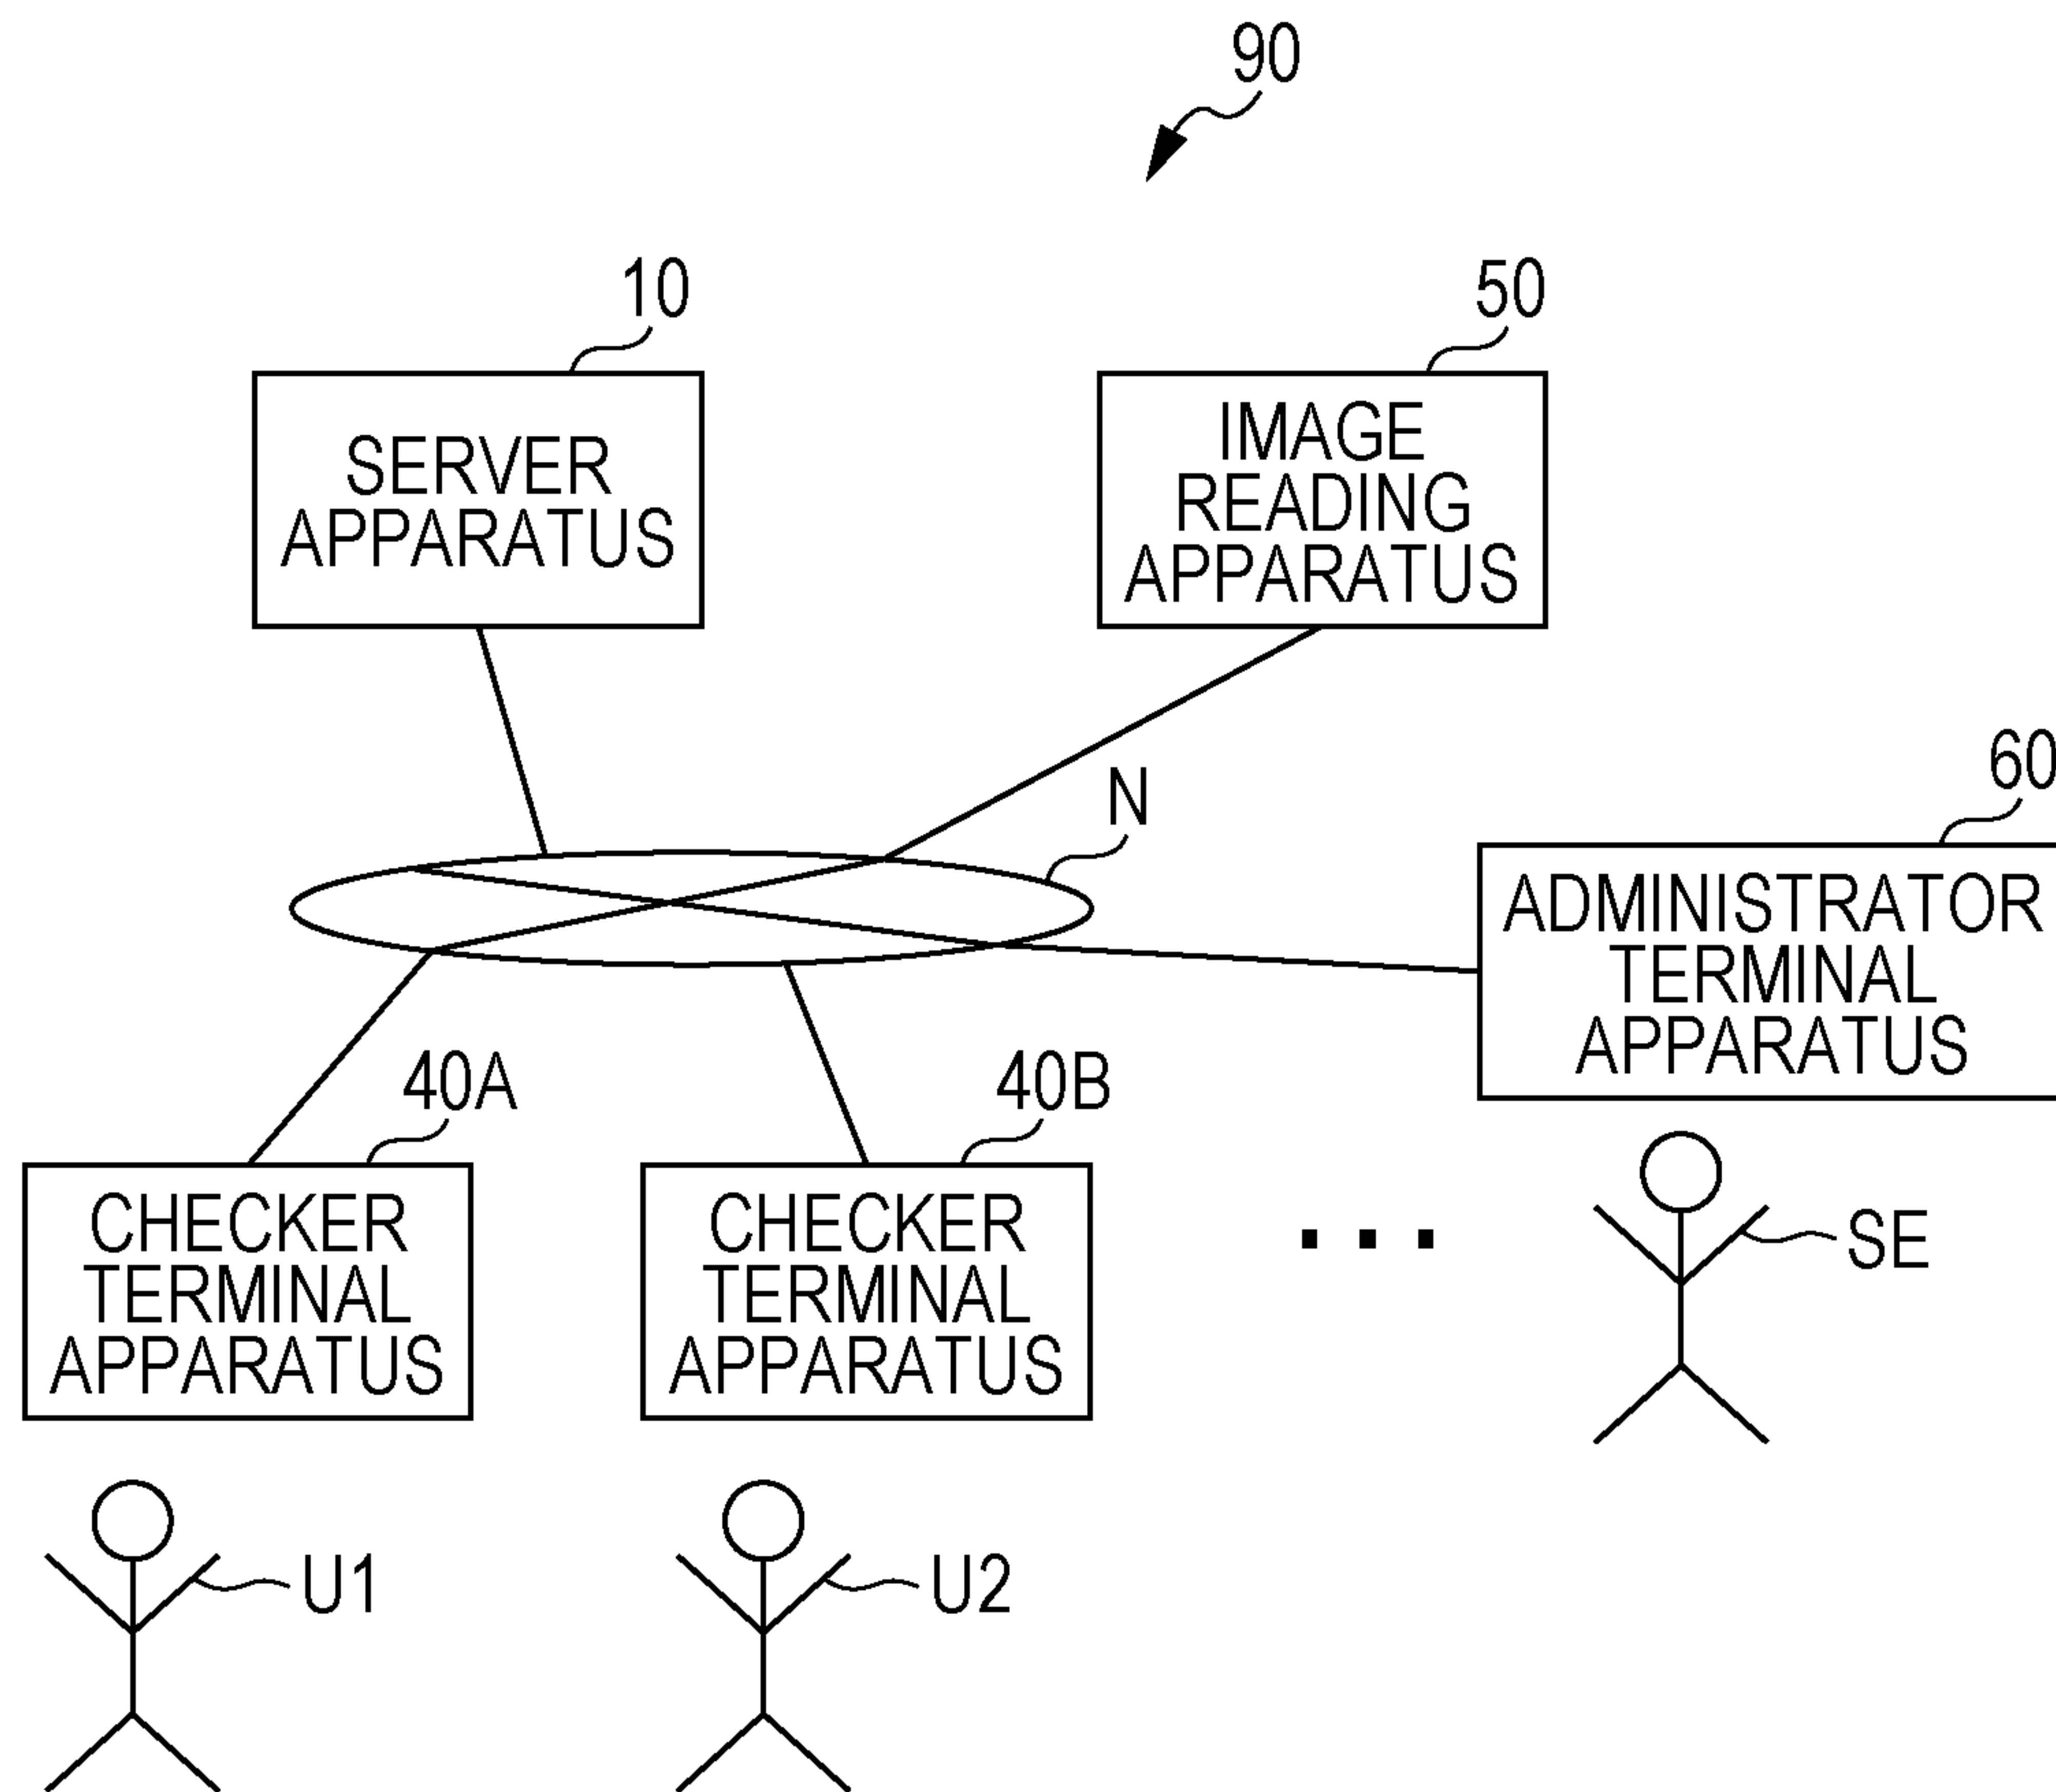 90
10
SERVER
APPARATUS
50
IMAGE
READING
APPARATUS
N
60
ADMINISTRATOR
TERMINAL
APPARATUS
40A
CHECKER
TERMINAL
APPARATUS
40B
CHECKER
TERMINAL
APPARATUS
...
SE
U1
U2